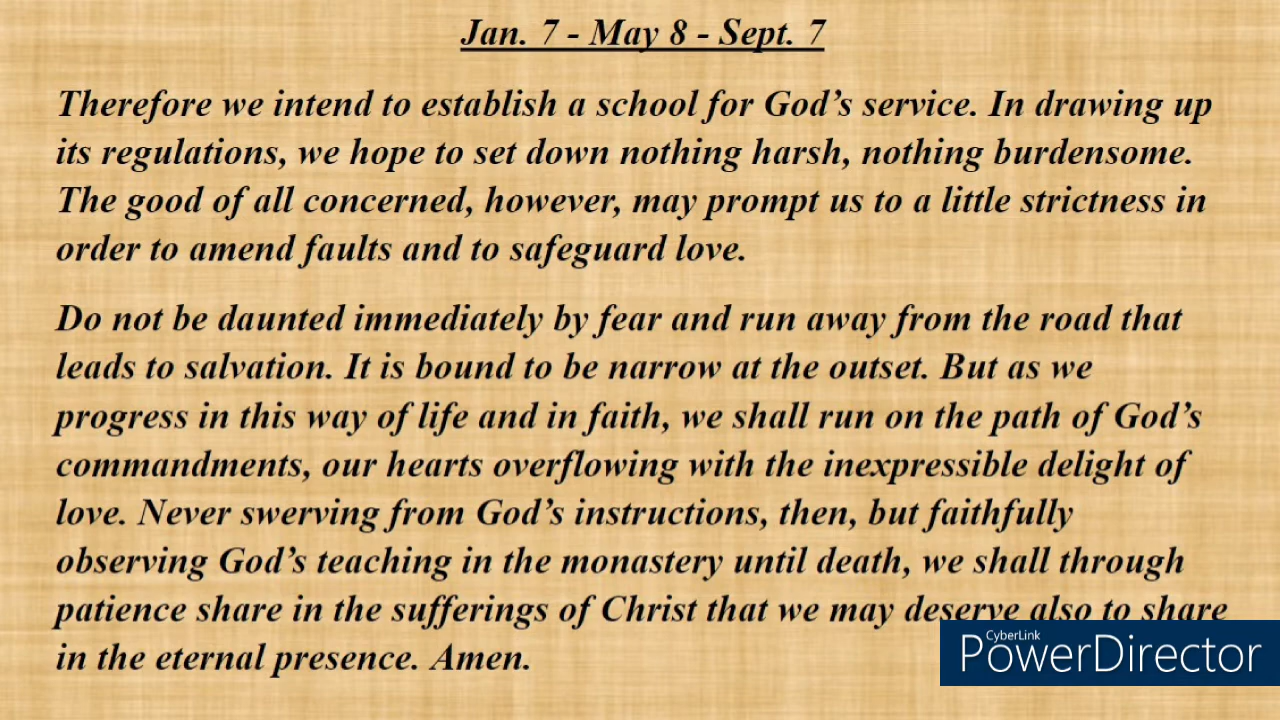 Jan. 7 - May 8 - Sept. 7
Therefore we intend to establish a school for God’s service. In drawing up
its regulations, we hope to set down nothing harsh, nothing burdensome.
The good of all concerned, however, may prompt us to a little strictness in
order to amend faults and to safeguard love.
Do not be daunted immediately by fear and run away from the road that
leads to salvation. It is bound to be narrow at the outset. But as we
progress in this way of life and in faith, we shall run on the path of God’s
commandments, our hearts overflowing with the inexpressible delight of
love. Never swerving from God’s instructions, then, but faithfully
observing God’s teaching in the monastery until death, we shall through
patience share in the sufferings of Christ that we may deserve also to share
in the eternal presence. Amen.
CyberLink
PowerDirector